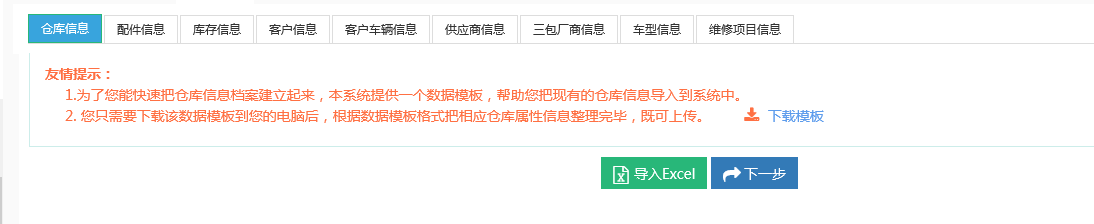 仓库信息 配件信息 库存信息 客户信息 客户车辆信息 供应商信息 三包厂商信息 车型信息 维修项目信息
友情提示：
1.为了您能快速把仓库信息档案建立起来，本系统提供一个数据模板，帮助您把现有的仓库信息导入到系统中。
2. 您只需要下载该数据模板到您的电脑后，根据数据模板格式把相应仓库属性信息整理完毕，既可上传。 下载模板
导入Excel 下一步